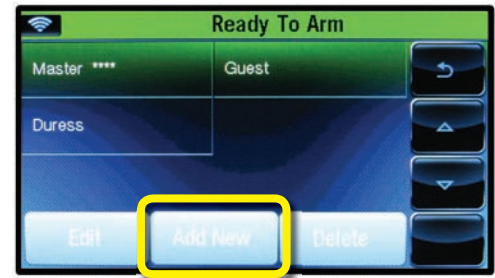 Ready To Arm
Master ****
Guest
Duress
Edit
Add New
Delete